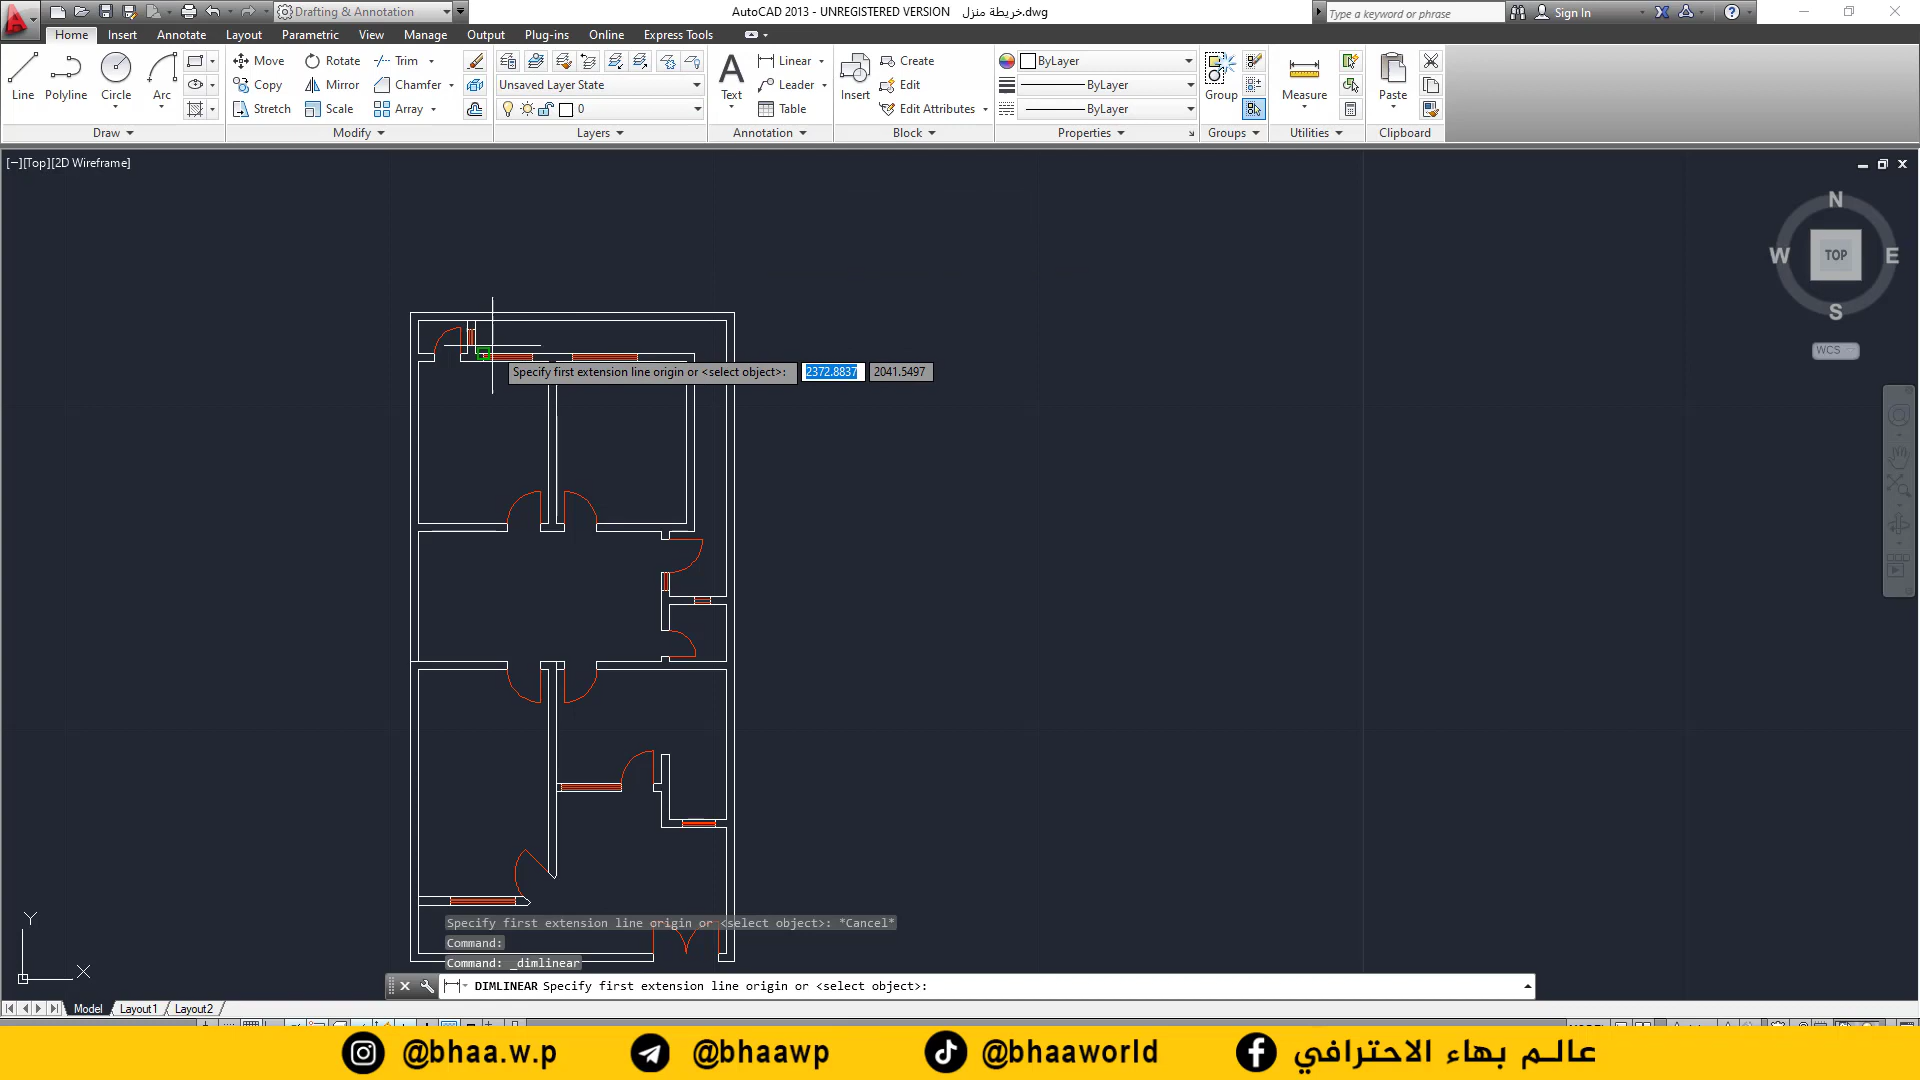 Drafting & Annotation
AutoCAD 2013 - UNREGISTERED VERSION خريطة منزل.dwg
Type a keyword or phrase
Sign In
Home Insert Annotate Layout Parametric View Manage Output Plug-ins Online Express Tools
Line Polyline Circle Arc
Move Rotate Trim
Copy Mirror Chamfer
Stretch Scale Array
Unsaved Layer State
0
Text Linear
Leader
Table
Insert Create
Edit
Edit Attributes
ByLayer
ByLayer
ByLayer
Group Measure Paste
Draw Modify Layers Annotation Block Properties Groups Utilities Clipboard
[−][Top][2D Wireframe]
N
W TOP E
S
WCS
Specify first extension line origin or <select object>: 2372.8837 2041.5497
Y
X
Specify first extension line origin or <select object>: *Cancel*
Command:
Command: _dimlinear
DIMLINEAR Specify first extension line origin or <select object>:
Model Layout1 Layout2
@bhaa.w.p @bhaawp @bhaaworld عالم بهاء الاحترافي